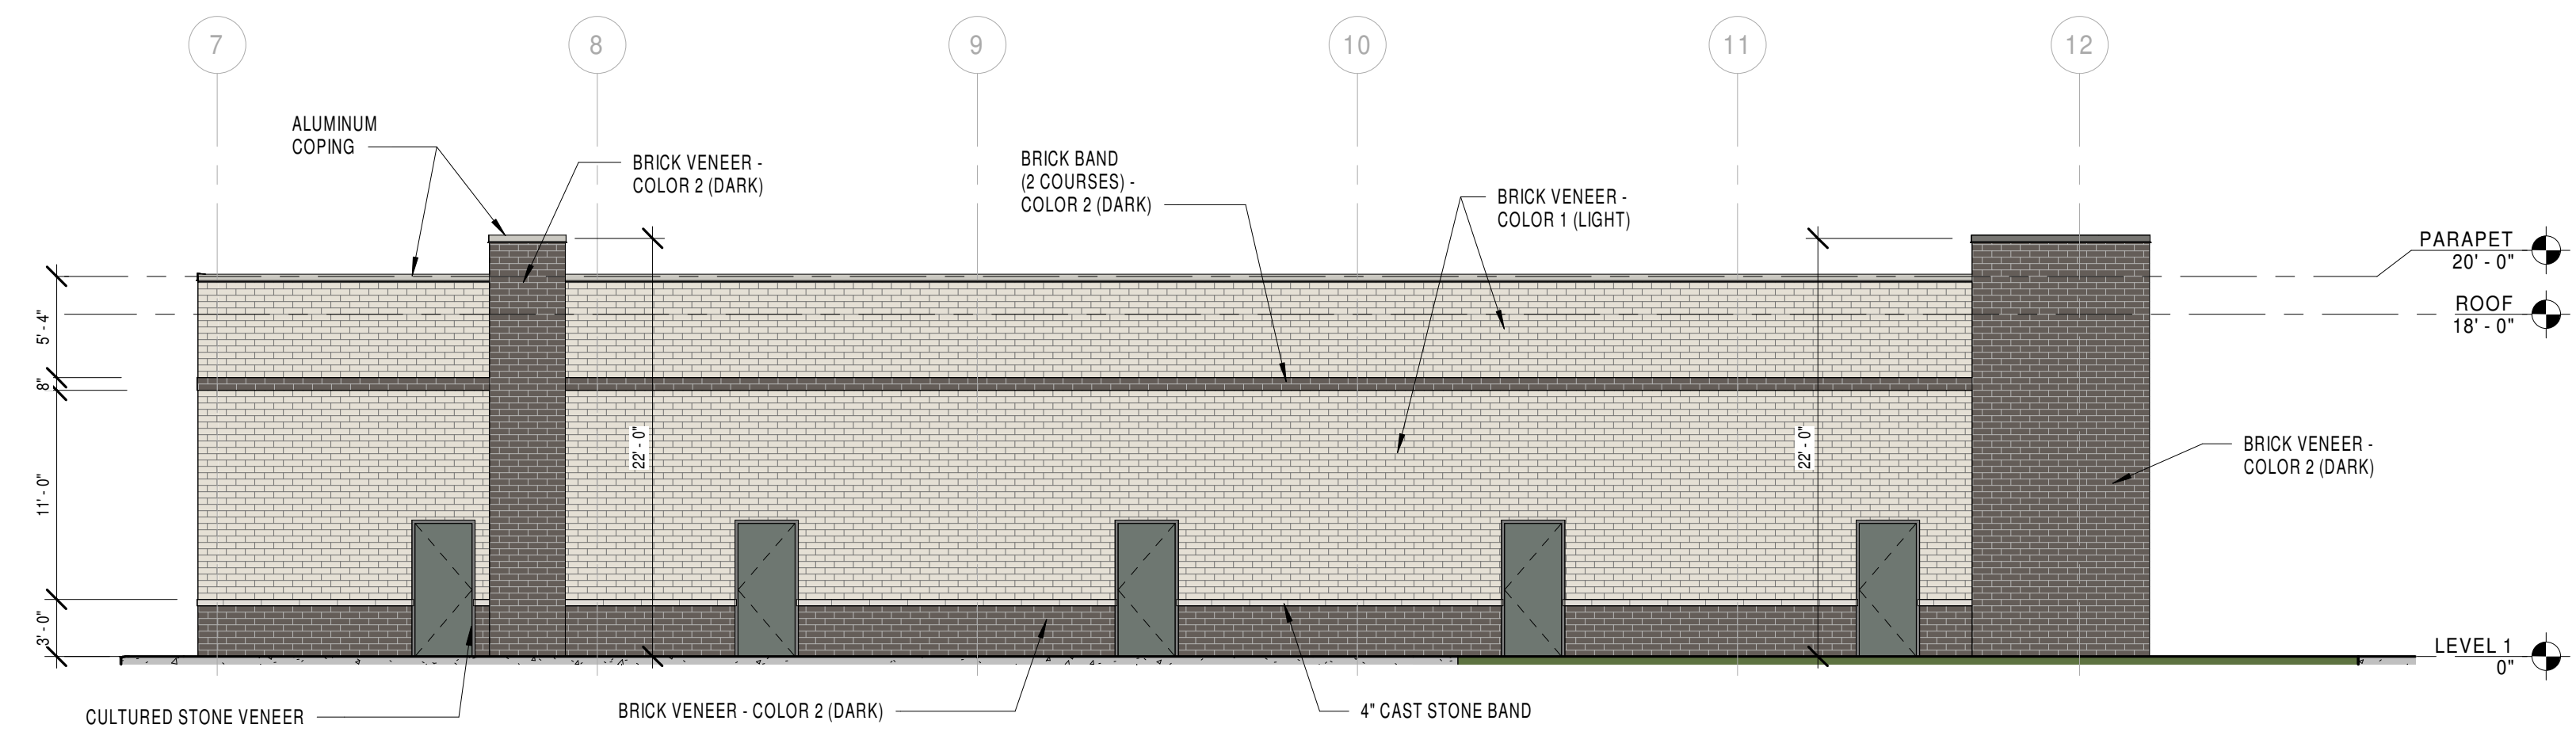 7
8
9
10
11
12
ALUMINUM
COPING
BRICK VENEER -
COLOR 2 (DARK)
BRICK BAND
(2 COURSES) -
COLOR 2 (DARK)
BRICK VENEER -
COLOR 1 (LIGHT)
PARAPET
20' - 0"
ROOF
18' - 0"
5' - 4"
8"
11' - 0"
3' - 0"
22' - 0"
22' - 0"
BRICK VENEER -
COLOR 2 (DARK)
LEVEL 1
0"
CULTURED STONE VENEER
BRICK VENEER - COLOR 2 (DARK)
4" CAST STONE BAND